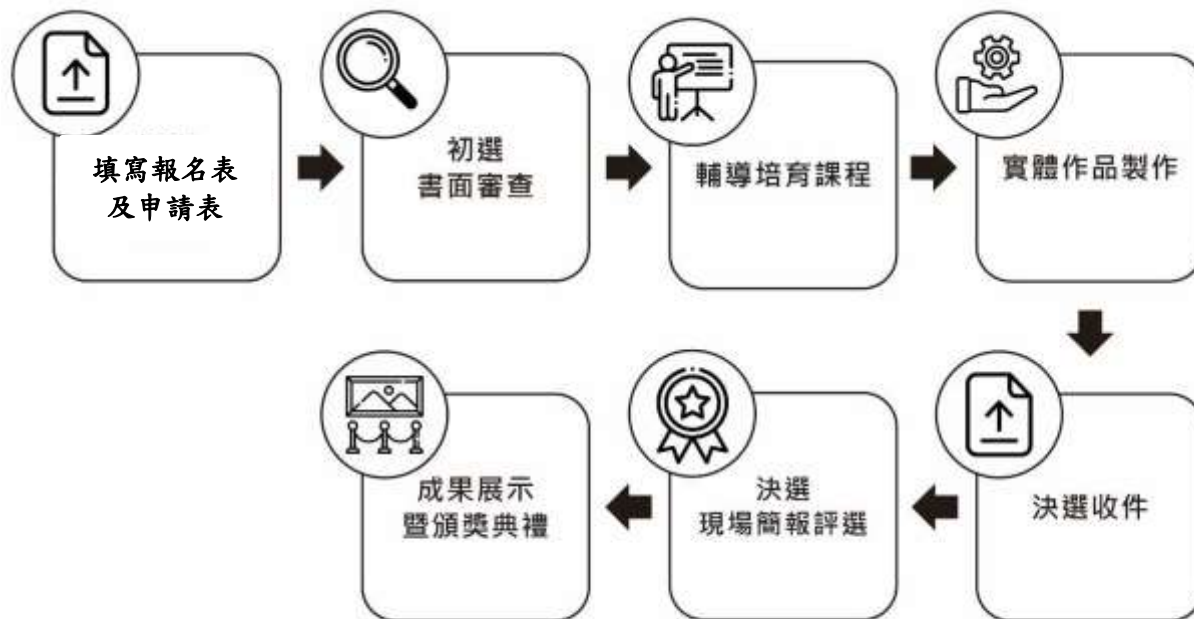 填寫報名表
及申請表
初選
書面審查
輔導培育課程
實體作品製作
決選收件
決選
現場簡報評選
成果展示
暨頒獎典禮